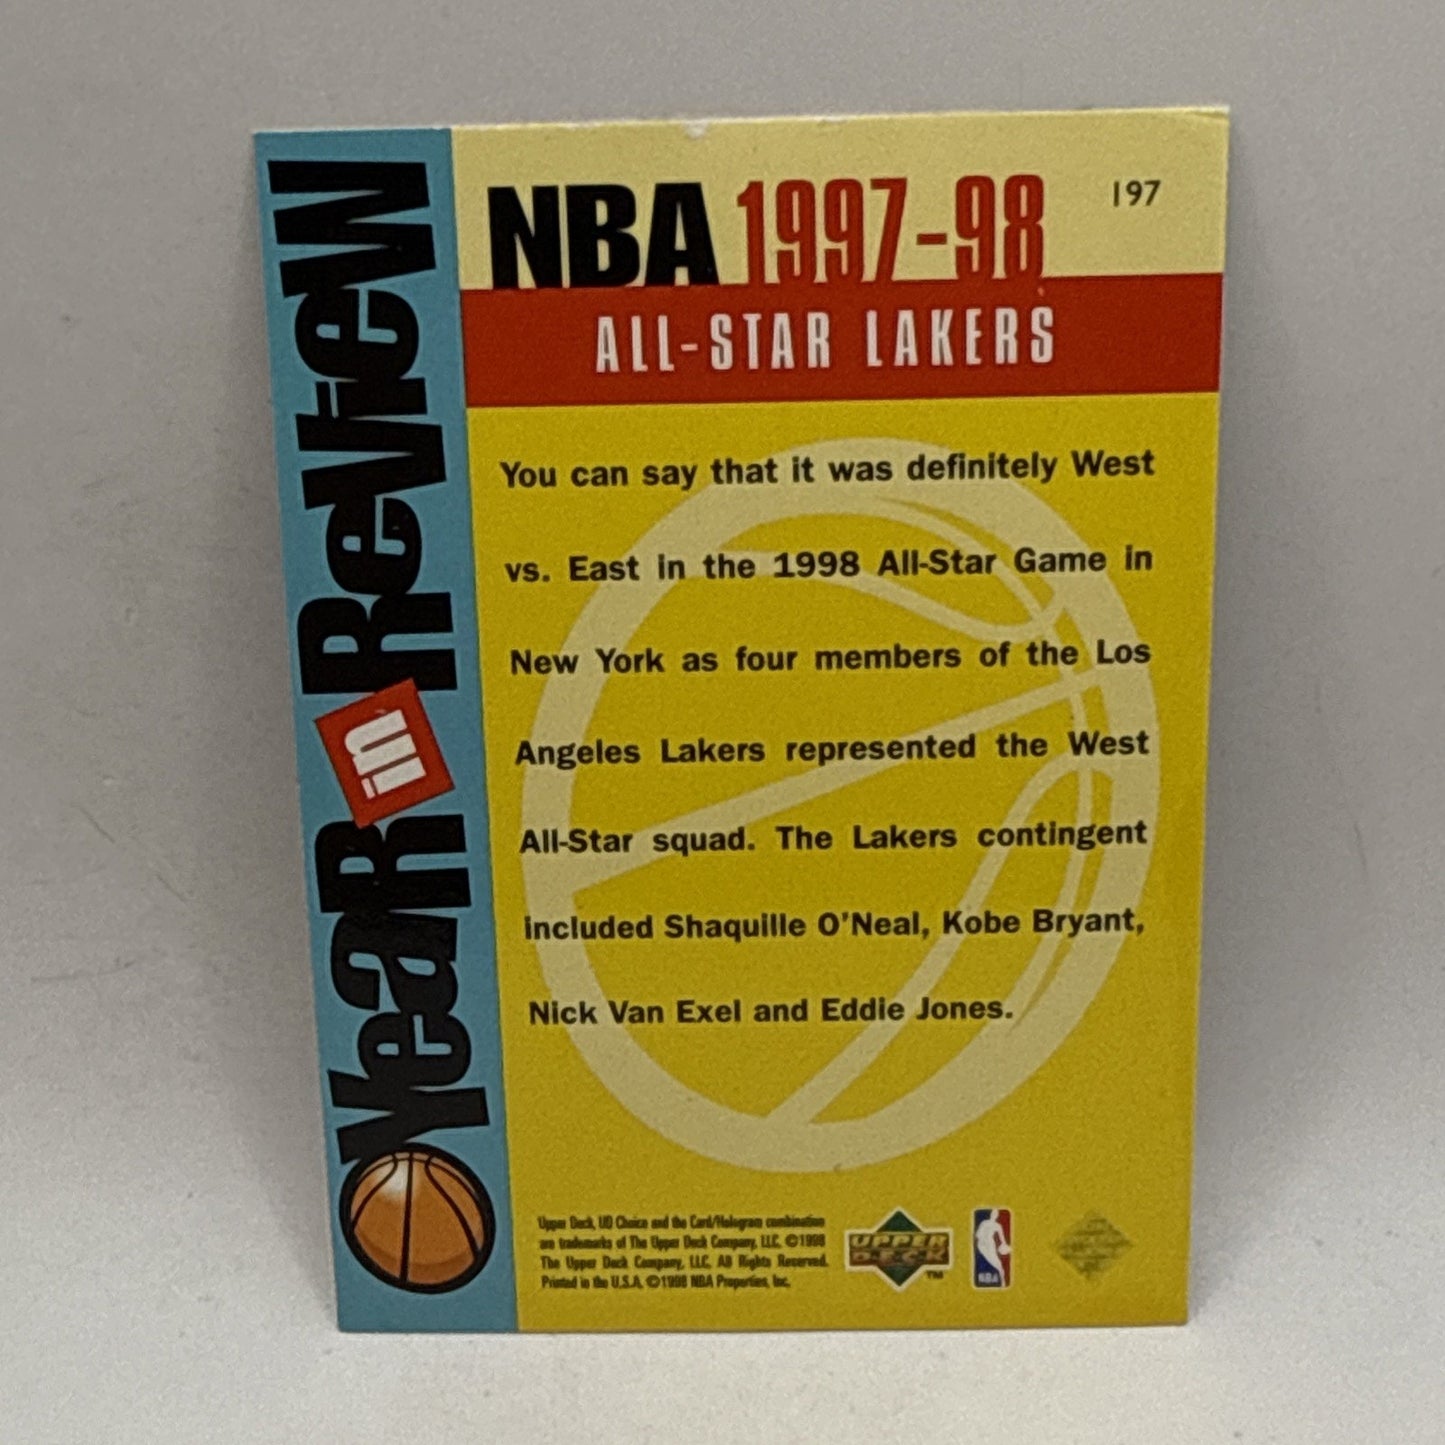 YeaR in RevieW
NBA 1997-98
197
ALL-STAR LAKERS
You can say that it was definitely West
vs. East in the 1998 All-Star Game in
New York as four members of the Los
Angeles Lakers represented the West
All-Star squad. The Lakers contingent
included Shaquille O'Neal, Kobe Bryant,
Nick Van Exel and Eddie Jones.
Upper Deck, UD Choice and the Card/Hologram combination
are trademarks of The Upper Deck Company, LLC. ©1998
The Upper Deck Company, LLC. All Rights Reserved.
Printed in the U.S.A. ©1998 NBA Properties, Inc.
UPPER
DECK
TM
NBA